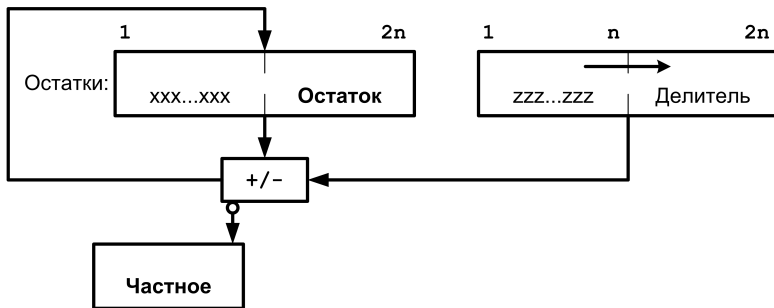 1 2n 1 n 2n
Остатки:
xxx...xxx Остаток zzz...zzz Делитель
+/-
Частное